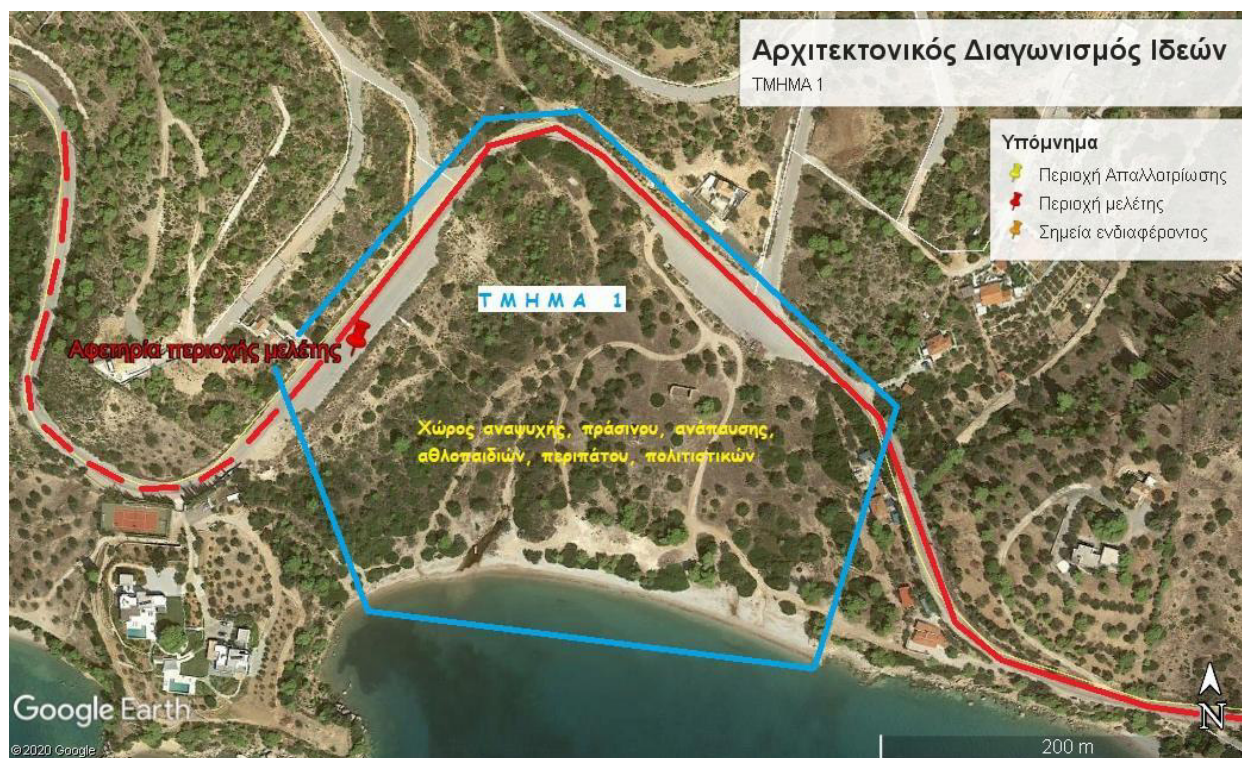 Αρχιτεκτονικός Διαγωνισμός Ιδεών
ΤΜΗΜΑ 1
Υπόμνημα
Περιοχή Απαλλοτρίωσης
Περιοχή μελέτης
Σημεία ενδιαφέροντος
ΤΜΗΜΑ 1
Αφετηρία περιοχής μελέτης
Χώρος αναψυχής, πράσινου, ανάπαυσης,
αθλοπαιδιών, περιπάτου, πολιτιστικών
Google Earth
©2020 Google
200 m
N